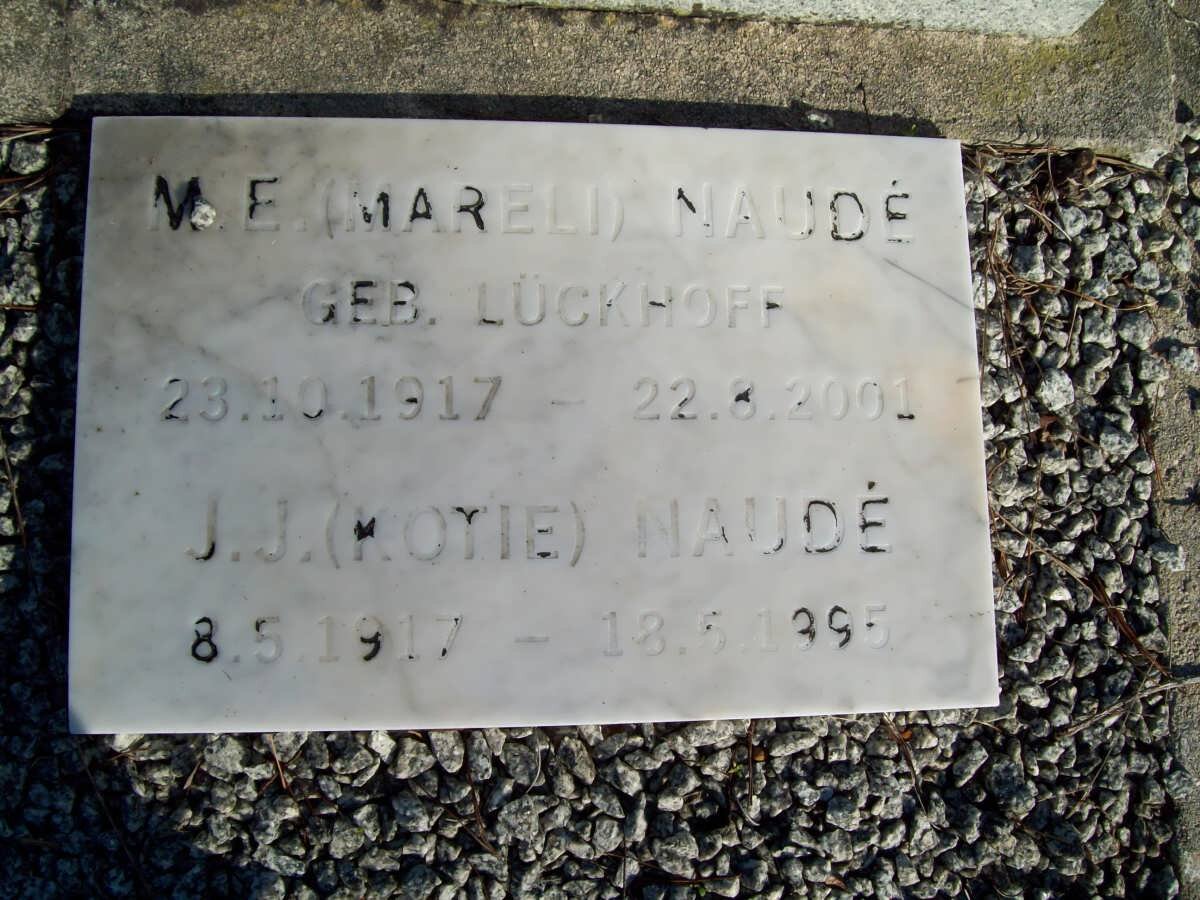 M.E.(MARELI) NAUDÉ
GEB. LÜCKHOFF
23.10.1917 – 22.8.2001
J.J.(KOTIE) NAUDÉ
8.5.1917 – 18.5.1995